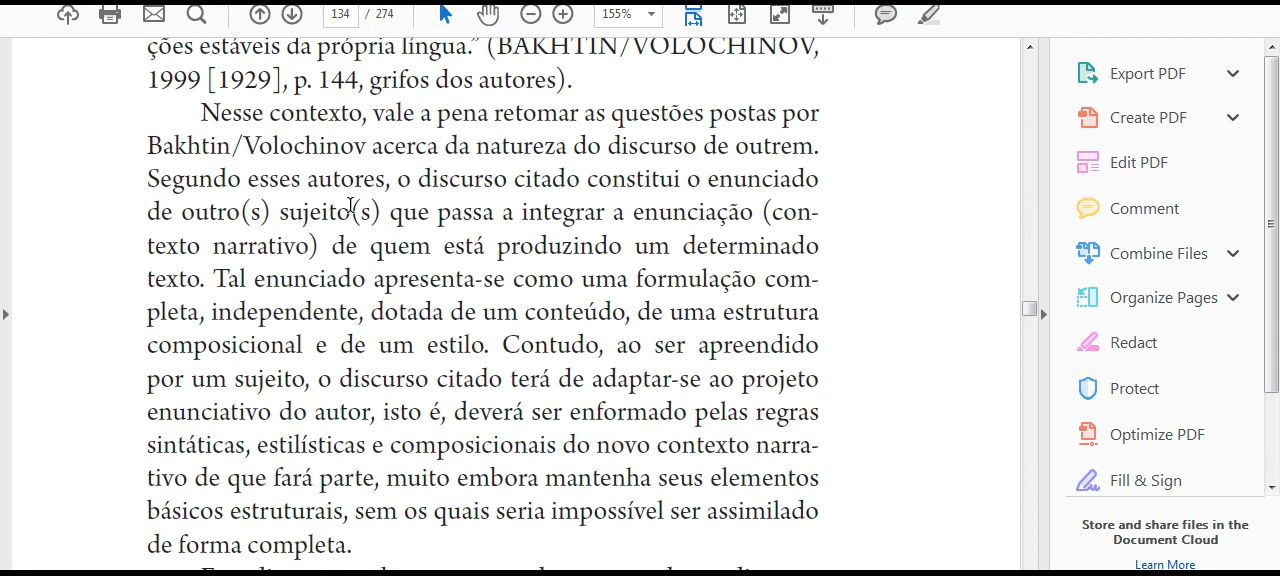 134 / 274
155%
ções estáveis da própria língua.” (BAKHTIN/VOLOCHINOV,
1999 [1929], p. 144, grifos dos autores).
Nesse contexto, vale a pena retomar as questões postas por
Bakhtin/Volochinov acerca da natureza do discurso de outrem.
Segundo esses autores, o discurso citado constitui o enunciado
de outro(s) sujeito(s) que passa a integrar a enunciação (con-
texto narrativo) de quem está produzindo um determinado
texto. Tal enunciado apresenta-se como uma formulação com-
pleta, independente, dotada de um conteúdo, de uma estrutura
composicional e de um estilo. Contudo, ao ser apreendido
por um sujeito, o discurso citado terá de adaptar-se ao projeto
enunciativo do autor, isto é, deverá ser enformado pelas regras
sintáticas, estilísticas e composicionais do novo contexto narra-
tivo de que fará parte, muito embora mantenha seus elementos
básicos estruturais, sem os quais seria impossível ser assimilado
de forma completa.
Export PDF
Create PDF
Edit PDF
Comment
Combine Files
Organize Pages
Redact
Protect
Optimize PDF
Fill & Sign
Store and share files in the
Document Cloud
Learn More